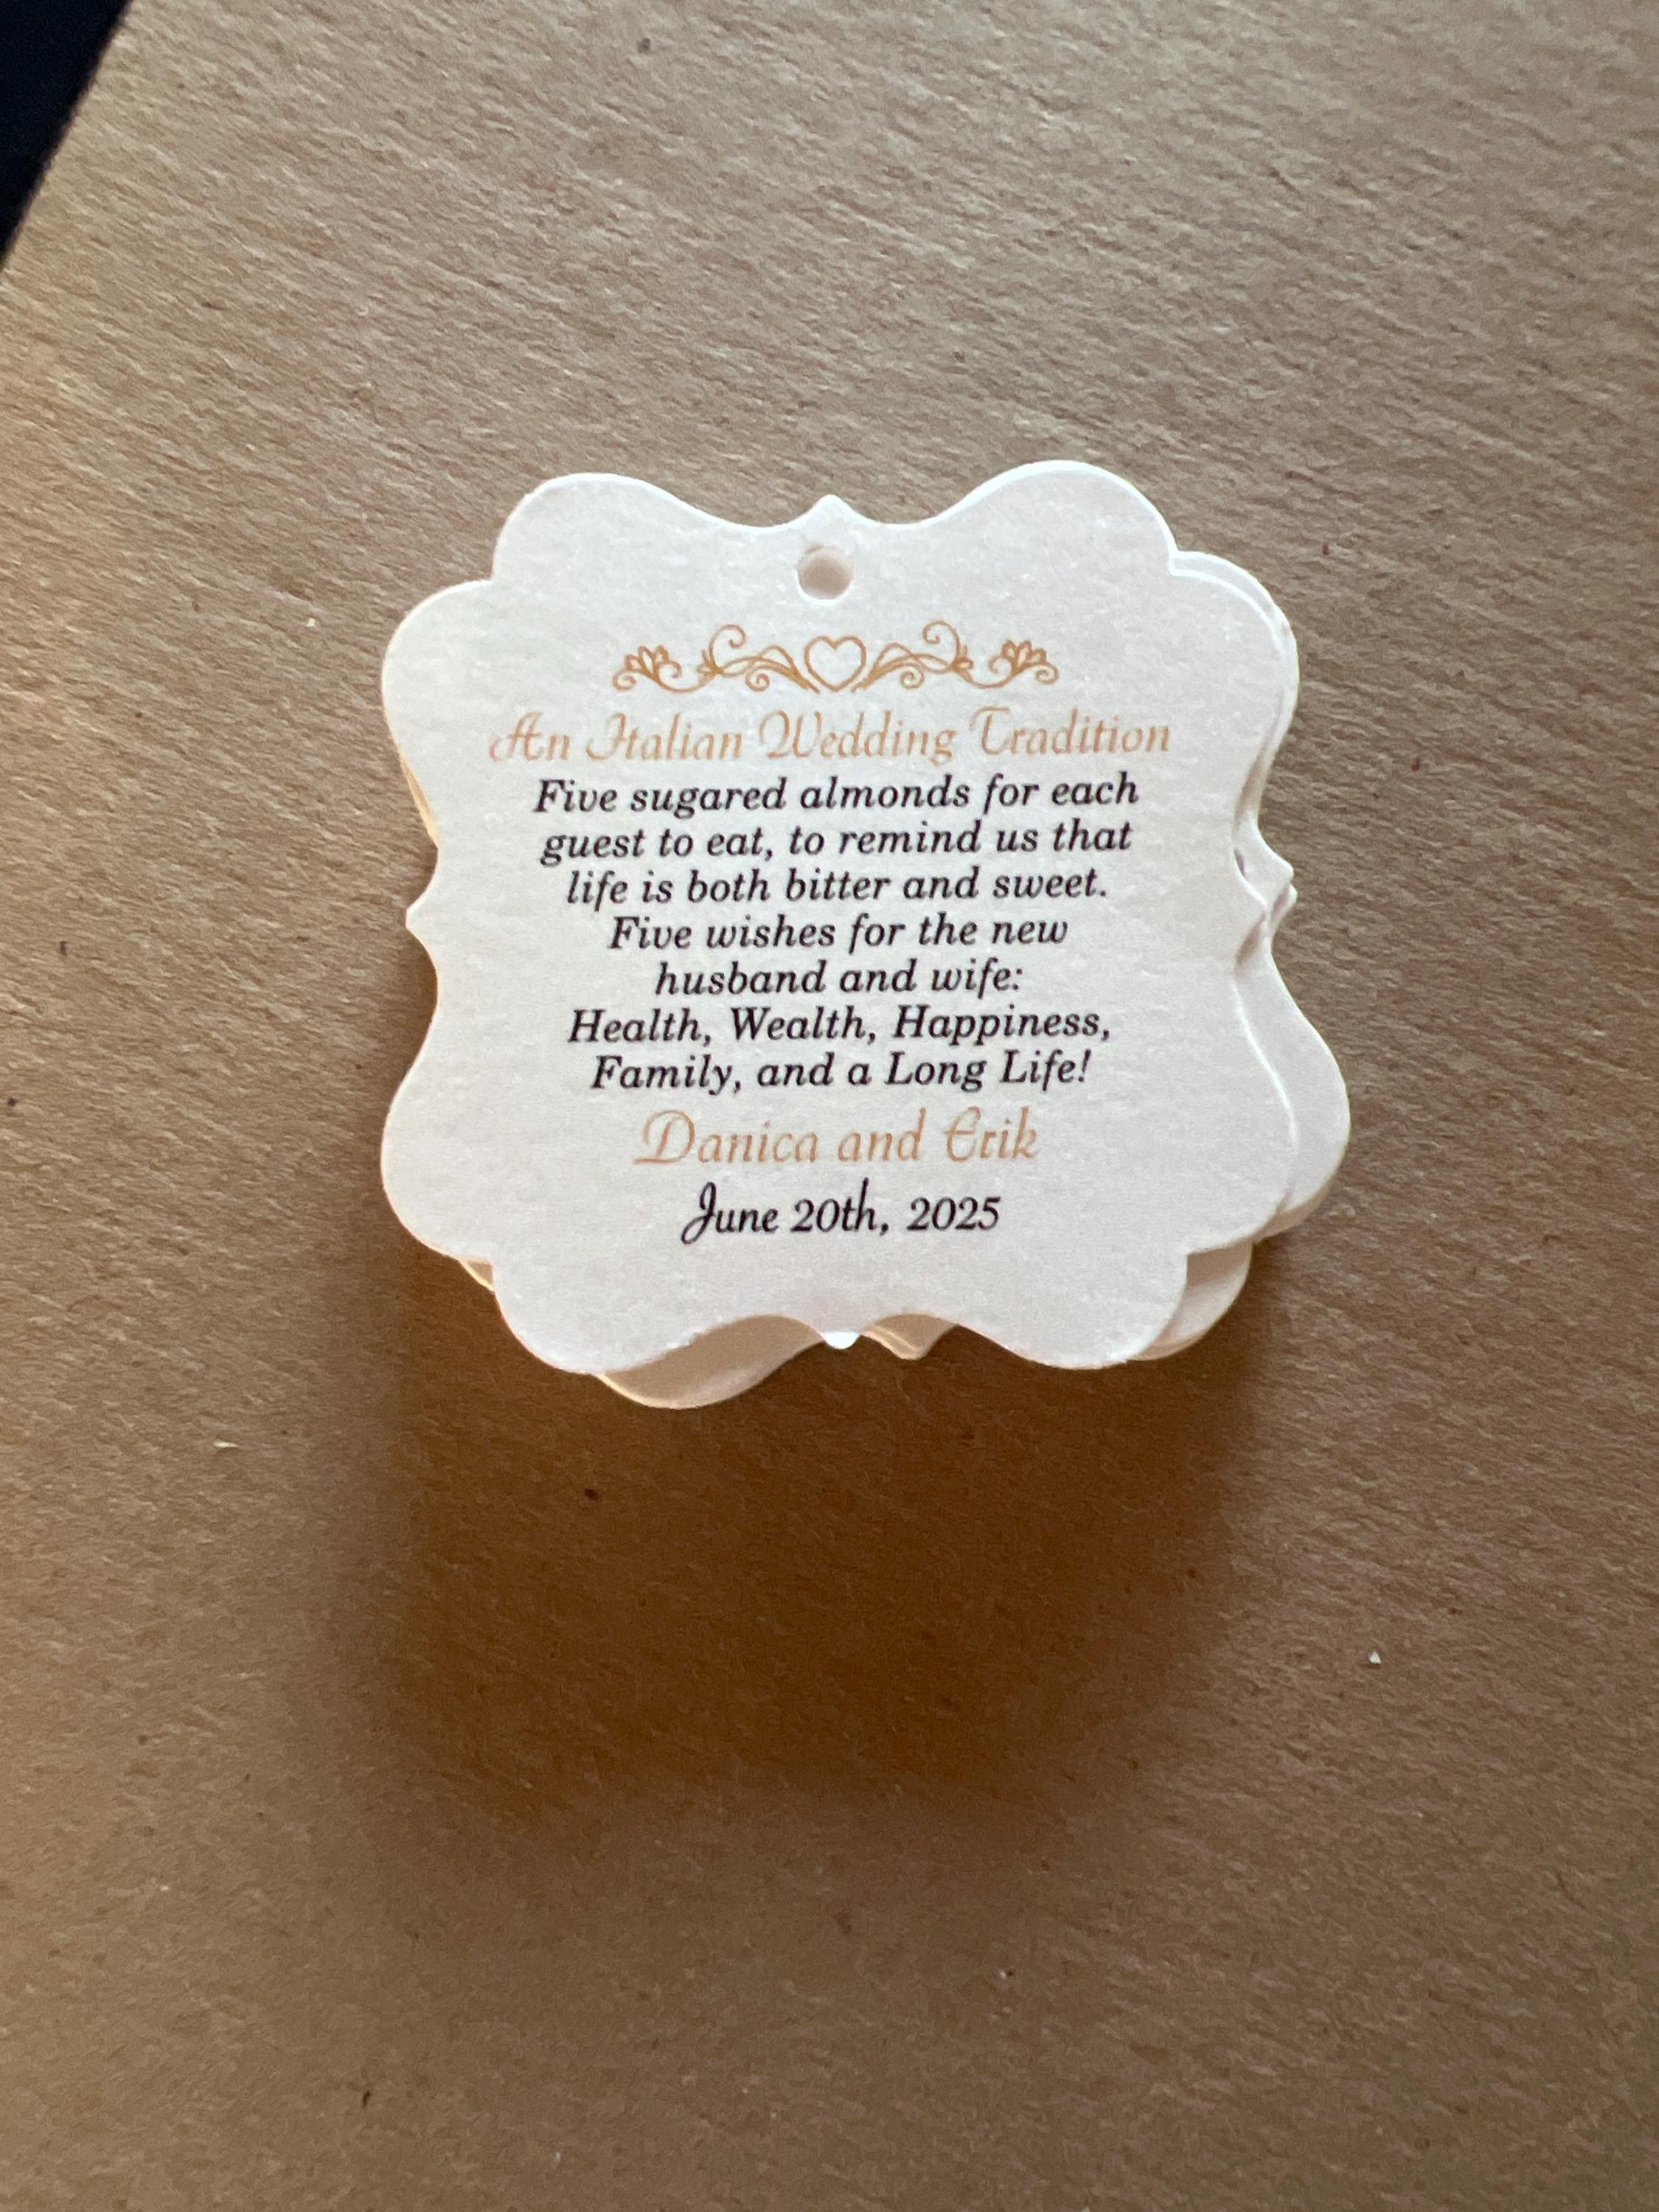 An Italian Wedding Tradition
Five sugared almonds for each
guest to eat, to remind us that
life is both bitter and sweet.
Five wishes for the new
husband and wife:
Health, Wealth, Happiness,
Family, and a Long Life!
Danica and Erik
June 20th, 2025